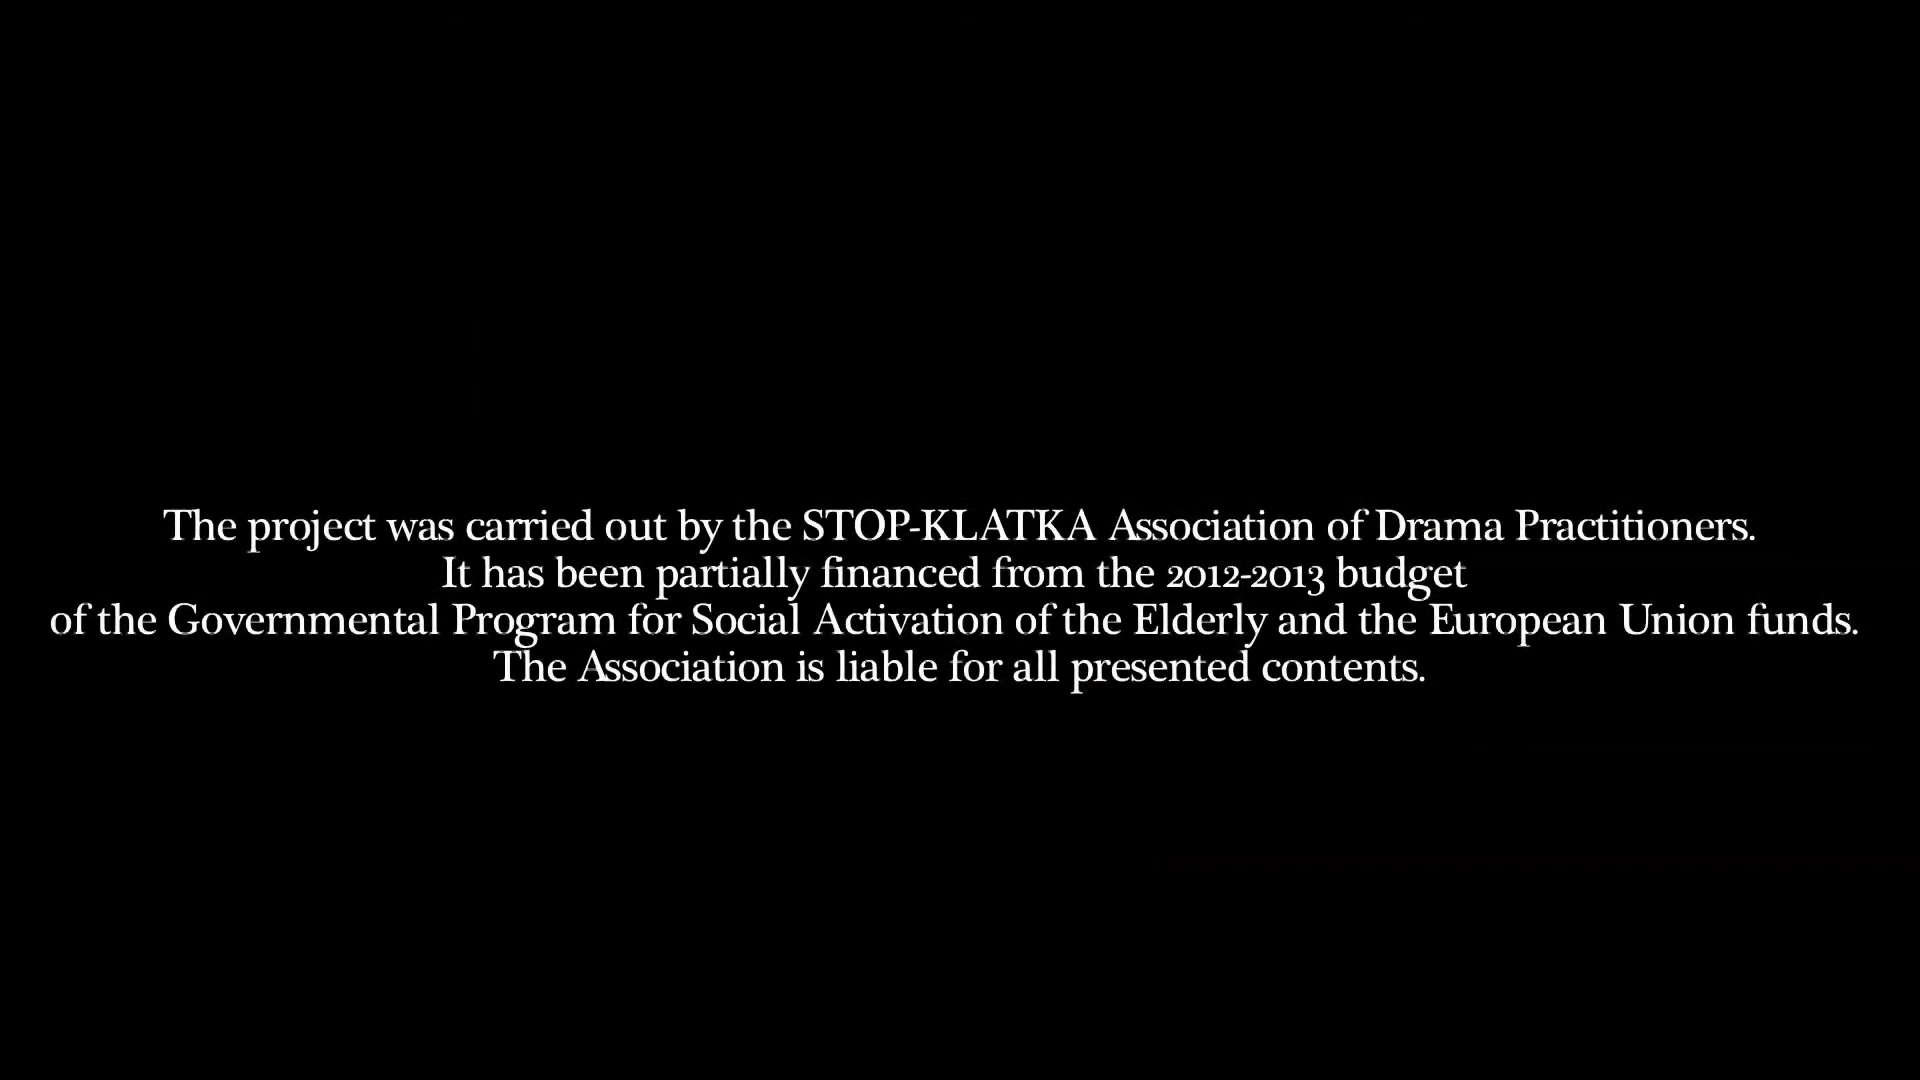 The project was carried out by the STOP-KLATKA Association of Drama Practitioners.
It has been partially financed from the 2012-2013 budget
of the Governmental Program for Social Activation of the Elderly and the European Union funds.
The Association is liable for all presented contents.